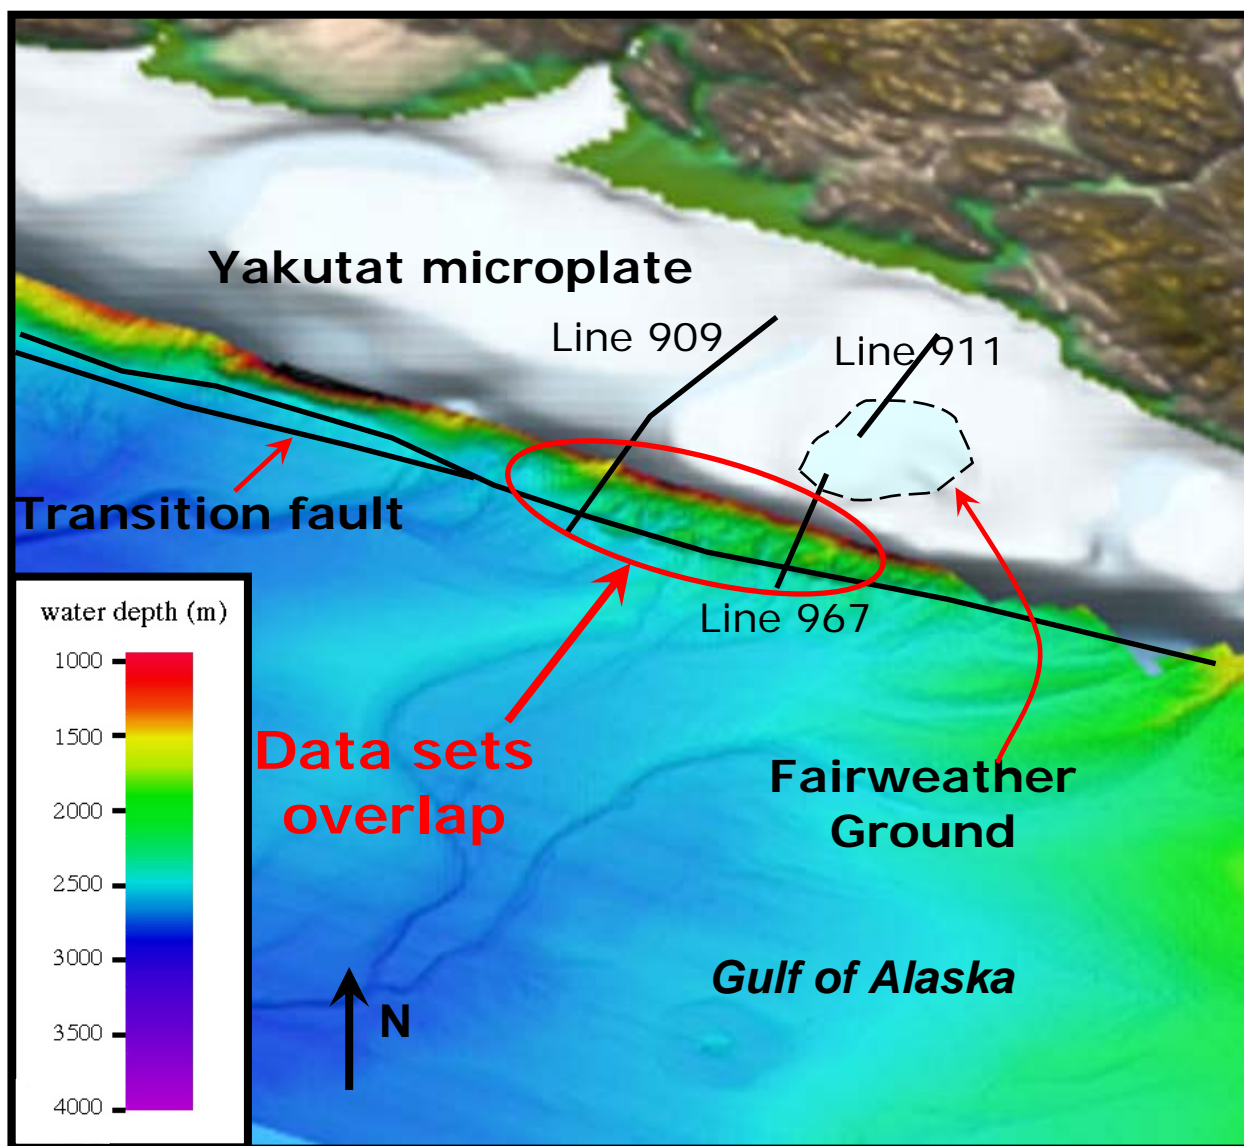 Yakutat microplate
Line 909
Line 911
Transition fault
Line 967
water depth (m)
1000
1500
2000
2500
3000
3500
4000
Data sets
overlap
Fairweather
Ground
Gulf of Alaska
N